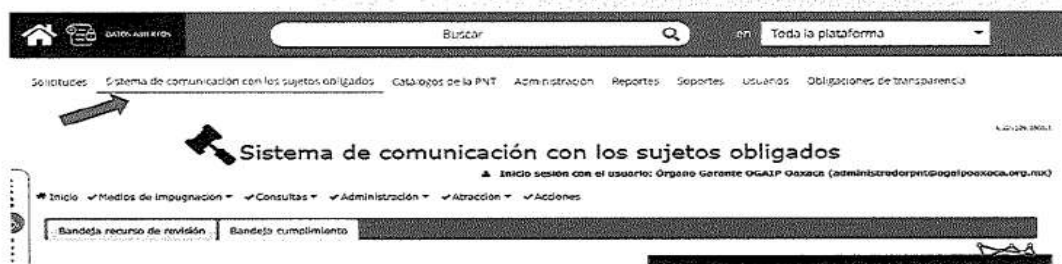 DATOS ABIERTOS Buscar en Toda la plataforma
Solicitudes Sistema de comunicación con los sujetos obligados Catálogos de la PNT Administración Reportes Soportes Usuarios Obligaciones de transparencia
Sistema de comunicación con los sujetos obligados
Inicio sesión con el usuario: Órgano Garante OGAIP Oaxaca (administradorpnt@ogaipoaxaca.org.mx)
Inicio Medios de impugnación Consultas Administración Atracción Acciones
Bandeja recurso de revisión Bandeja cumplimiento